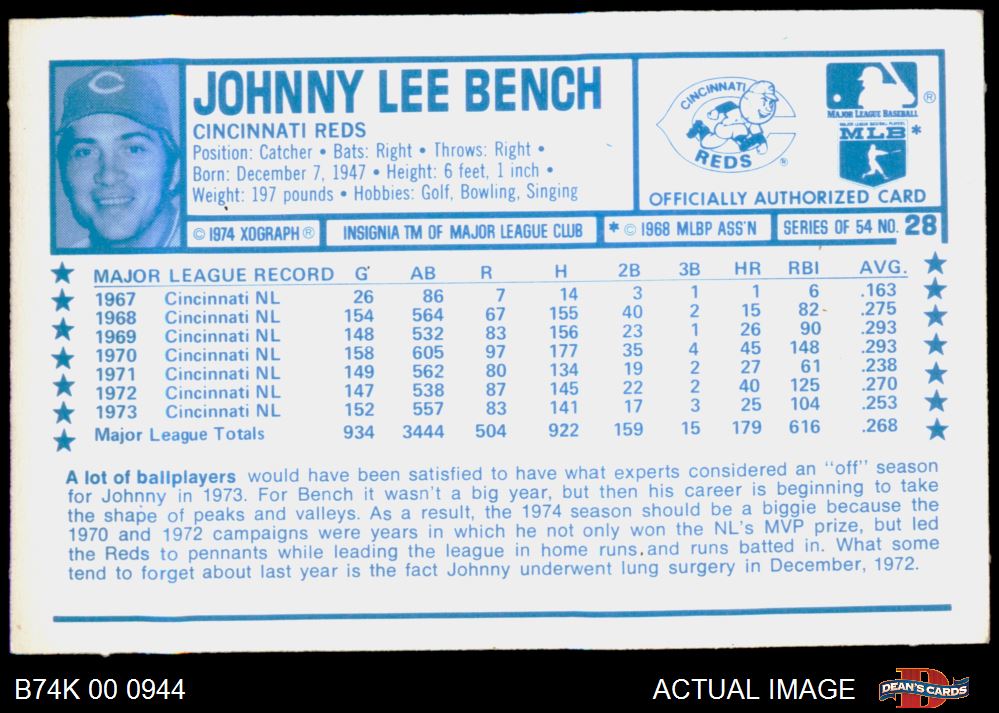 JOHNNY LEE BENCH
CINCINNATI REDS
Position: Catcher • Bats: Right • Throws: Right •
Born: December 7, 1947 • Height: 6 feet, 1 inch •
Weight: 197 pounds • Hobbies: Golf, Bowling, Singing
CINCINNATI
REDS
®
MAJOR LEAGUE BASEBALL
®
MAJOR LEAGUE BASEBALL PLAYERS
MLB*
OFFICIALLY AUTHORIZED CARD
© 1974 XOGRAPH ® INSIGNIA TM OF MAJOR LEAGUE CLUB * © 1968 MLBP ASS'N SERIES OF 54 NO. 28
MAJOR LEAGUE RECORD G AB R H 2B 3B HR RBI AVG.
1967 Cincinnati NL 26 86 7 14 3 1 1 6 .163
1968 Cincinnati NL 154 564 67 155 40 2 15 82 .275
1969 Cincinnati NL 148 532 83 156 23 1 26 90 .293
1970 Cincinnati NL 158 605 97 177 35 4 45 148 .293
1971 Cincinnati NL 149 562 80 134 19 2 27 61 .238
1972 Cincinnati NL 147 538 87 145 22 2 40 125 .270
1973 Cincinnati NL 152 557 83 141 17 3 25 104 .253
Major League Totals 934 3444 504 922 159 15 179 616 .268
A lot of ballplayers would have been satisfied to have what experts considered an "off" season
for Johnny in 1973. For Bench it wasn't a big year, but then his career is beginning to take
the shape of peaks and valleys. As a result, the 1974 season should be a biggie because the
1970 and 1972 campaigns were years in which he not only won the NL's MVP prize, but led
the Reds to pennants while leading the league in home runs and runs batted in. What some
tend to forget about last year is the fact Johnny underwent lung surgery in December, 1972.
B74K 00 0944
ACTUAL IMAGE
DEAN'S CARDS